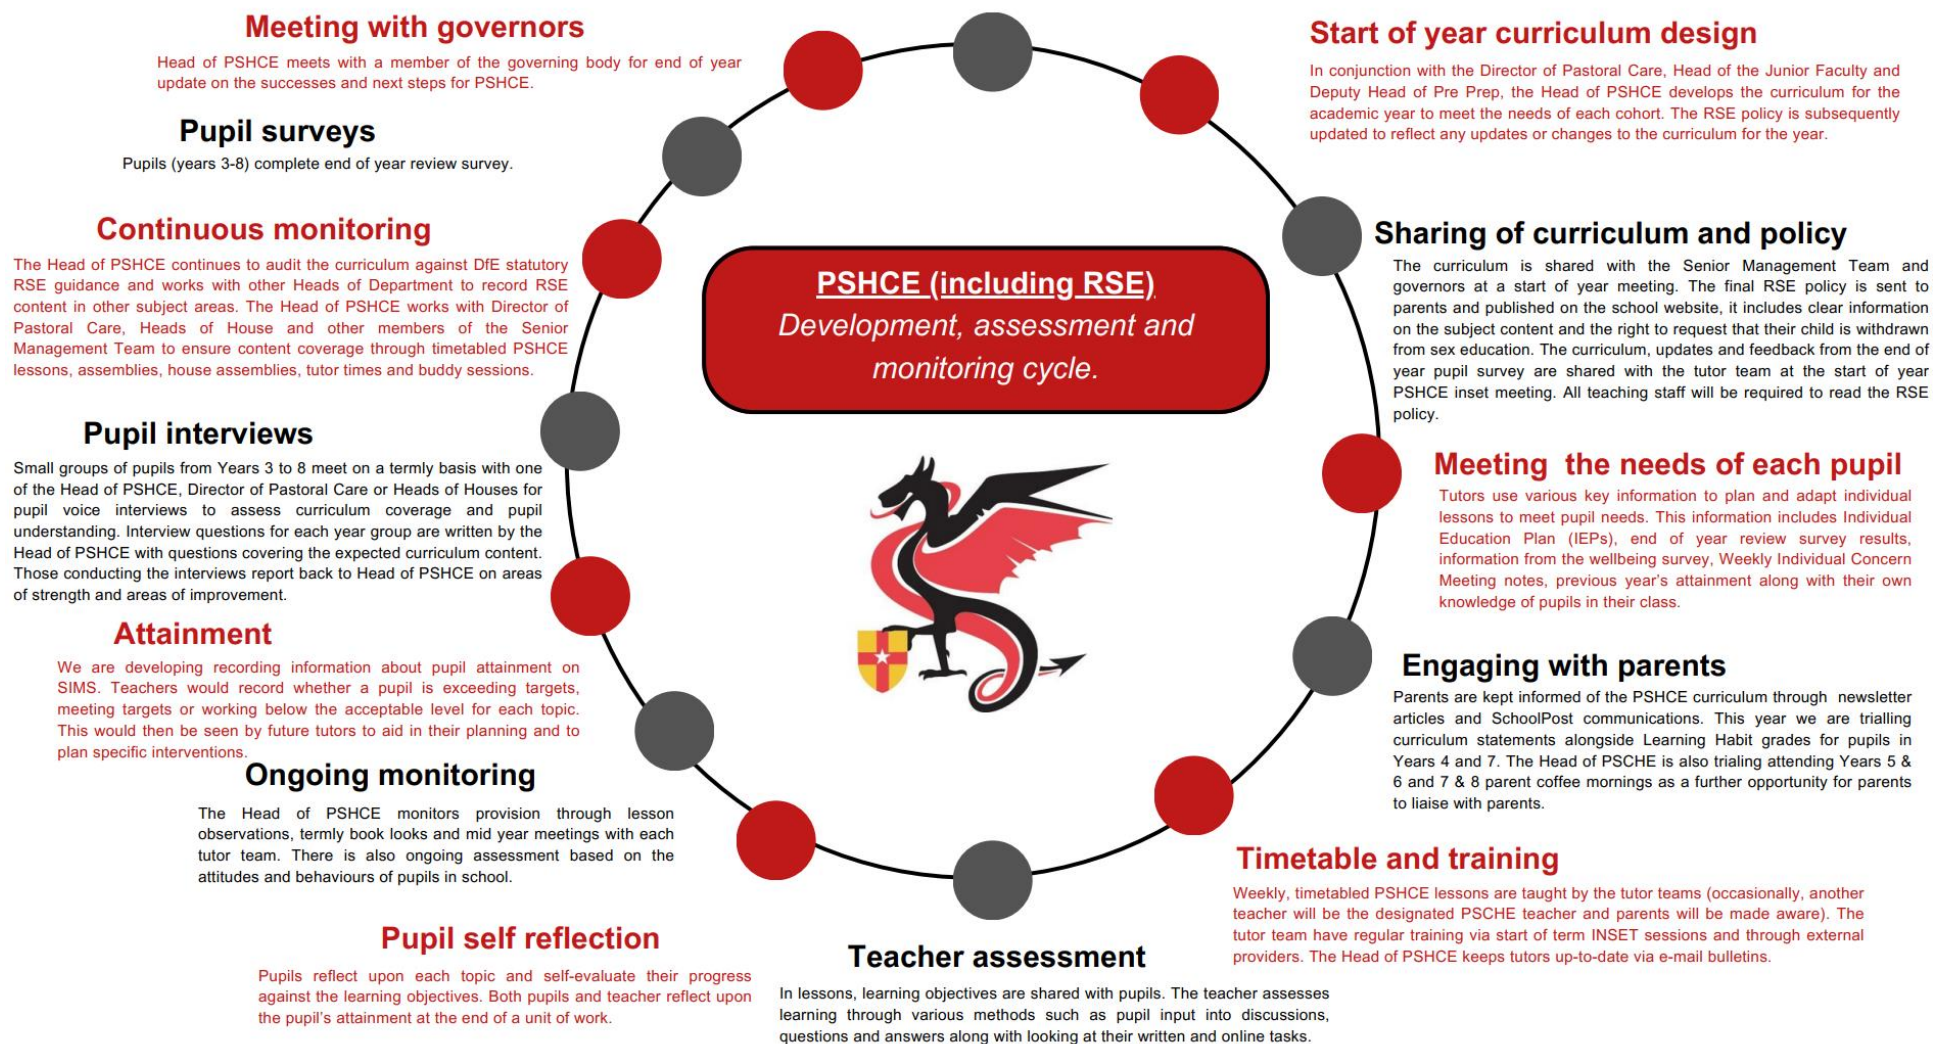 PSHCE (including RSE)
Development, assessment and
monitoring cycle.
Start of year curriculum design
In conjunction with the Director of Pastoral Care, Head of the Junior Faculty and
Deputy Head of Pre Prep, the Head of PSHCE develops the curriculum for the
academic year to meet the needs of each cohort. The RSE policy is subsequently
updated to reflect any updates or changes to the curriculum for the year.
Sharing of curriculum and policy
The curriculum is shared with the Senior Management Team and
governors at a start of year meeting. The final RSE policy is sent to
parents and published on the school website, it includes clear information
on the subject content and the right to request that their child is withdrawn
from sex education. The curriculum, updates and feedback from the end of
year pupil survey are shared with the tutor team at the start of year
PSHCE inset meeting. All teaching staff will be required to read the RSE
policy.
Meeting the needs of each pupil
Tutors use various key information to plan and adapt individual
lessons to meet pupil needs. This information includes Individual
Education Plan (IEPs), end of year review survey results,
information from the wellbeing survey, Weekly Individual Concern
Meeting notes, previous year's attainment along with their own
knowledge of pupils in their class.
Engaging with parents
Parents are kept informed of the PSHCE curriculum through newsletter
articles and SchoolPost communications. This year we are trialling
curriculum statements alongside Learning Habit grades for pupils in
Years 4 and 7. The Head of PSCHE is also trialing attending Years 5 &
6 and 7 & 8 parent coffee mornings as a further opportunity for parents
to liaise with parents.
Timetable and training
Weekly, timetabled PSHCE lessons are taught by the tutor teams (occasionally, another
teacher will be the designated PSCHE teacher and parents will be made aware). The
tutor team have regular training via start of term INSET sessions and through external
providers. The Head of PSHCE keeps tutors up-to-date via e-mail bulletins.
Teacher assessment
In lessons, learning objectives are shared with pupils. The teacher assesses
learning through various methods such as pupil input into discussions,
questions and answers along with looking at their written and online tasks.
Pupil self reflection
Pupils reflect upon each topic and self-evaluate their progress
against the learning objectives. Both pupils and teacher reflect upon
the pupil's attainment at the end of a unit of work.
Ongoing monitoring
The Head of PSHCE monitors provision through lesson
observations, termly book looks and mid year meetings with each
tutor team. There is also ongoing assessment based on the
attitudes and behaviours of pupils in school.
Attainment
We are developing recording information about pupil attainment on
SIMS. Teachers would record whether a pupil is exceeding targets,
meeting targets or working below the acceptable level for each topic.
This would then be seen by future tutors to aid in their planning and to
plan specific interventions.
Pupil interviews
Small groups of pupils from Years 3 to 8 meet on a termly basis with one
of the Head of PSHCE, Director of Pastoral Care or Heads of Houses for
pupil voice interviews to assess curriculum coverage and pupil
understanding. Interview questions for each year group are written by the
Head of PSHCE with questions covering the expected curriculum content.
Those conducting the interviews report back to Head of PSHCE on areas
of strength and areas of improvement.
Continuous monitoring
The Head of PSHCE continues to audit the curriculum against DfE statutory
RSE guidance and works with other Heads of Department to record RSE
content in other subject areas. The Head of PSHCE works with Director of
Pastoral Care, Heads of House and other members of the Senior
Management Team to ensure content coverage through timetabled PSHCE
lessons, assemblies, house assemblies, tutor times and buddy sessions.
Pupil surveys
Pupils (years 3-8) complete end of year review survey.
Meeting with governors
Head of PSHCE meets with a member of the governing body for end of year
update on the successes and next steps for PSHCE.